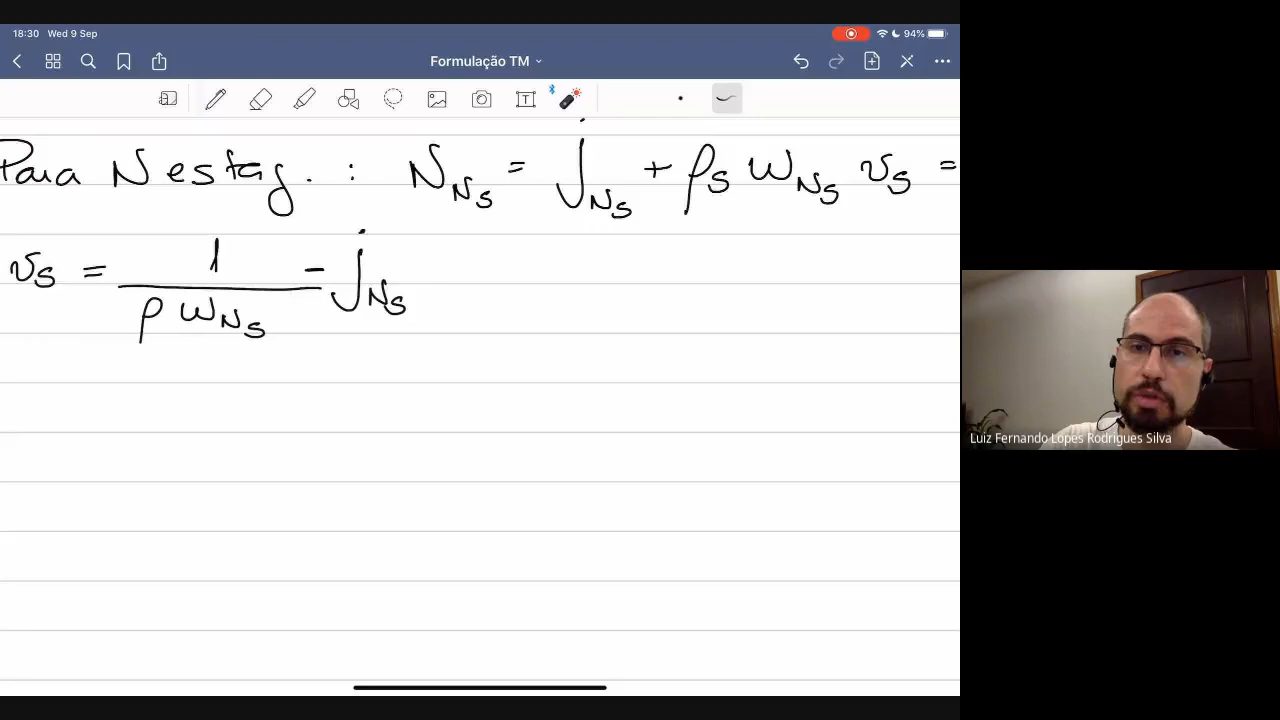 18:30 Wed 9 Sep 94%
Formulação TM
T
Para N estag. : N_{N_S} = j_{N_S} + ρ_S ω_{N_S} v_S =
v_S = 1 / (ρ ω_{N_S}) - j_{N_S}
Luiz Fernando Lopes Rodrigues Silva